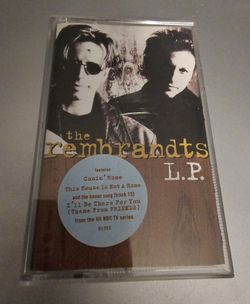 the
rembrandts
L.P.
features
Comin' Home
This House Is Not A Home
and the bonus song (track 15)
I'll Be There For You
(Theme From FRIENDS)
from the hit NBC TV series